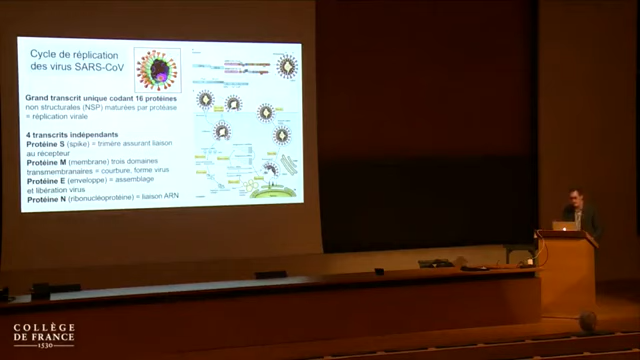 Cycle de réplication
des virus SARS-CoV
Grand transcrit unique codant 16 protéines
non structurales (NSP) maturées par protéase
= réplication virale
4 transcrits indépendants
Protéine S (spike) = trimère assurant liaison
au récepteur
Protéine M (membrane) trois domaines
transmembranaires = courbure, forme virus
Protéine E (enveloppe) = assemblage
et libération virus
Protéine N (ribonucléoprotéine) = liaison ARN
COLLÈGE
DE FRANCE
1530